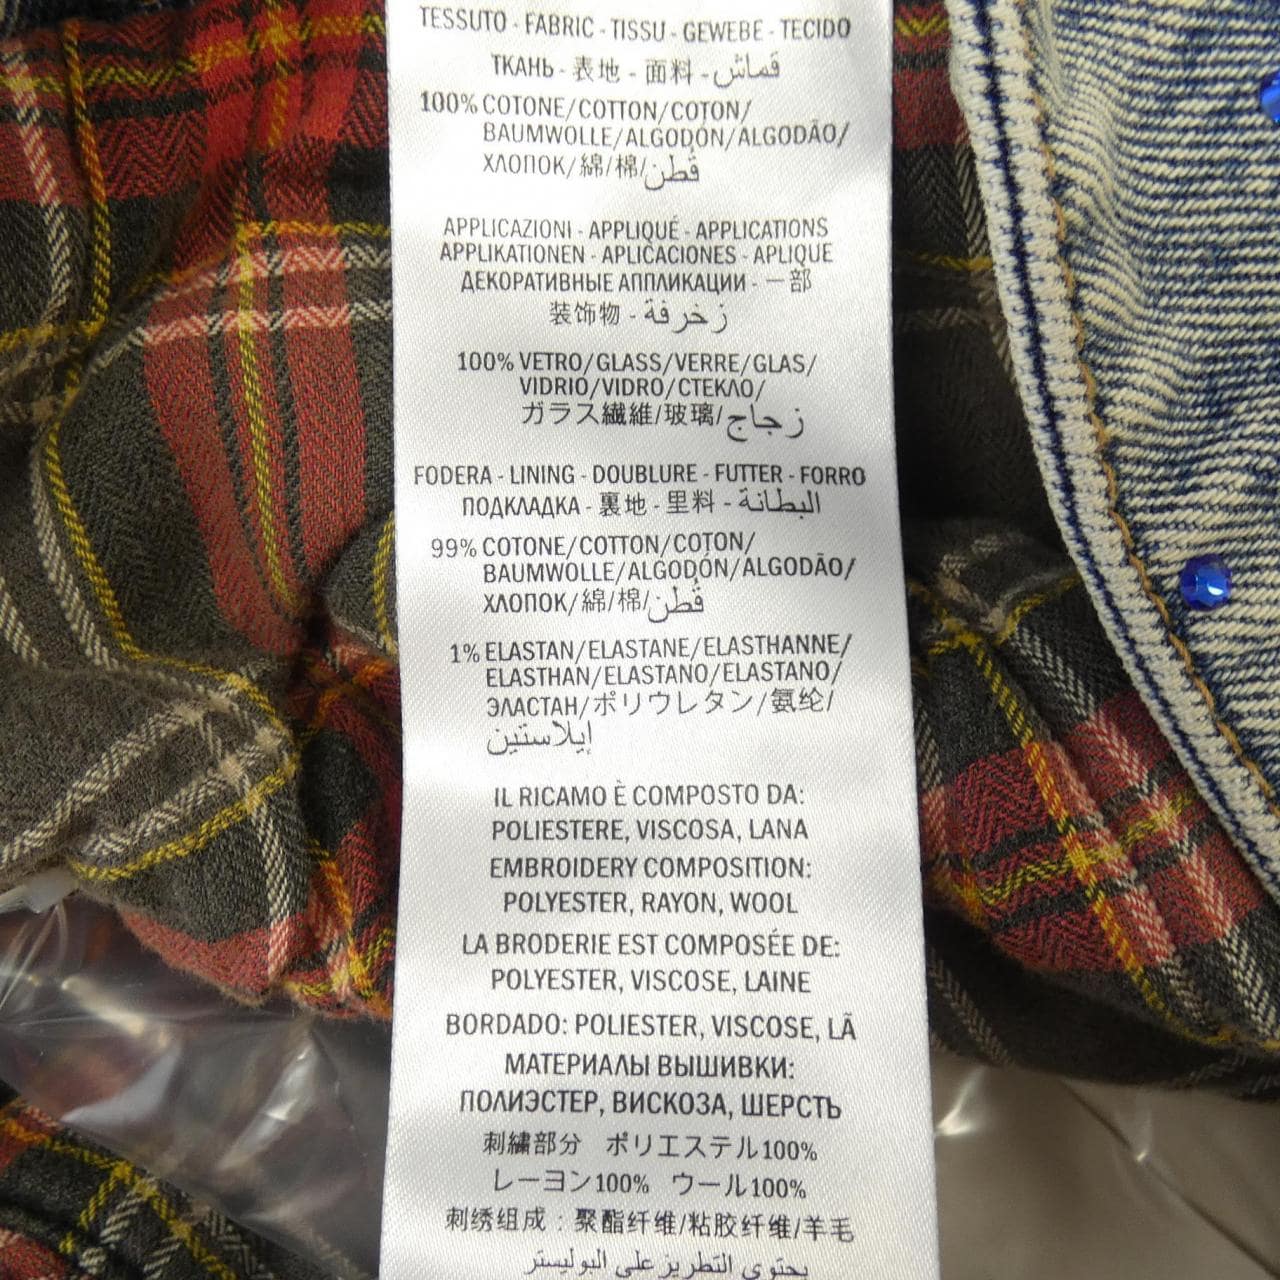 TESSUTO - FABRIC - TISSU - GEWEBE - TECIDO
ТКАНЬ - 表地 - 面料 - قماش
100% COTONE/COTTON/COTON/
BAUMWOLLE/ALGODÓN/ALGODÃO/
ХЛОПОК/綿/棉/قطن
APPLICAZIONI - APPLIQUÉ - APPLICATIONS
APPLIKATIONEN - APLICACIONES - APLIQUE
ДЕКОРАТИВНЫЕ АППЛИКАЦИИ - 一部
装饰物 - زخرفة
100% VETRO/GLASS/VERRE/GLAS/
VIDRIO/VIDRO/СТЕКЛО/
ガラス繊維/玻璃/زجاج
FODERA - LINING - DOUBLURE - FUTTER - FORRO
ПОДКЛАДКА - 裏地 - 里料 - البطانة
99% COTONE/COTTON/COTON/
BAUMWOLLE/ALGODÓN/ALGODÃO/
ХЛОПОК/綿/棉/قطن
1% ELASTAN/ELASTANE/ELASTHANNE/
ELASTHAN/ELASTANO/ELASTANO/
ЭЛАСТАН/ポリウレタン/氨纶/
إيلاستين
IL RICAMO È COMPOSTO DA:
POLIESTERE, VISCOSA, LANA
EMBROIDERY COMPOSITION:
POLYESTER, RAYON, WOOL
LA BRODERIE EST COMPOSÉE DE:
POLYESTER, VISCOSE, LAINE
BORDADO: POLIESTER, VISCOSE, LÃ
МАТЕРИАЛЫ ВЫШИВКИ:
ПОЛИЭСТЕР, ВИСКОЗА, ШЕРСТЬ
刺繍部分 ポリエステル100%
レーヨン100% ウール100%
刺绣组成：聚酯纤维/粘胶纤维/羊毛
يحتوي التطريز على البوليستر